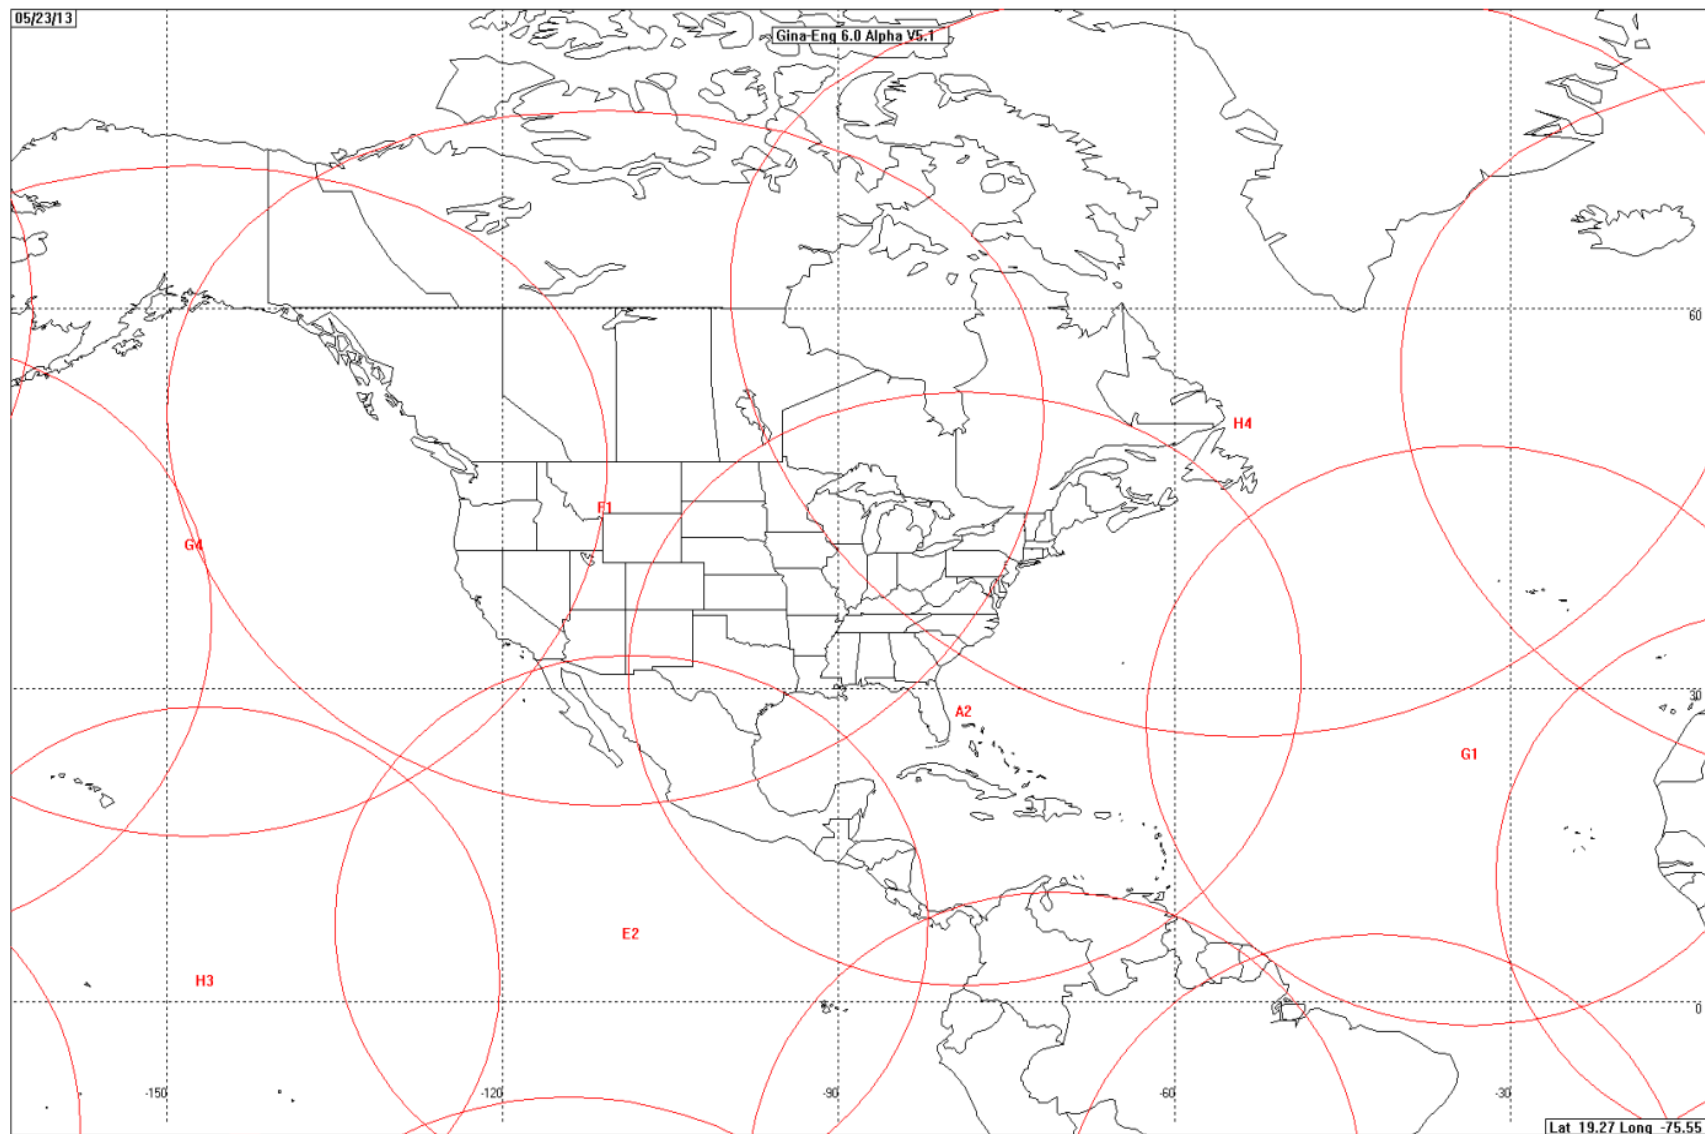 05/23/13
Gina-Eng 6.0 Alpha V5.1
60
H4
F1
G4
30
A2
G1
E2
H3
0
-150
-120
-90
-60
-30
Lat 19.27 Long -75.55